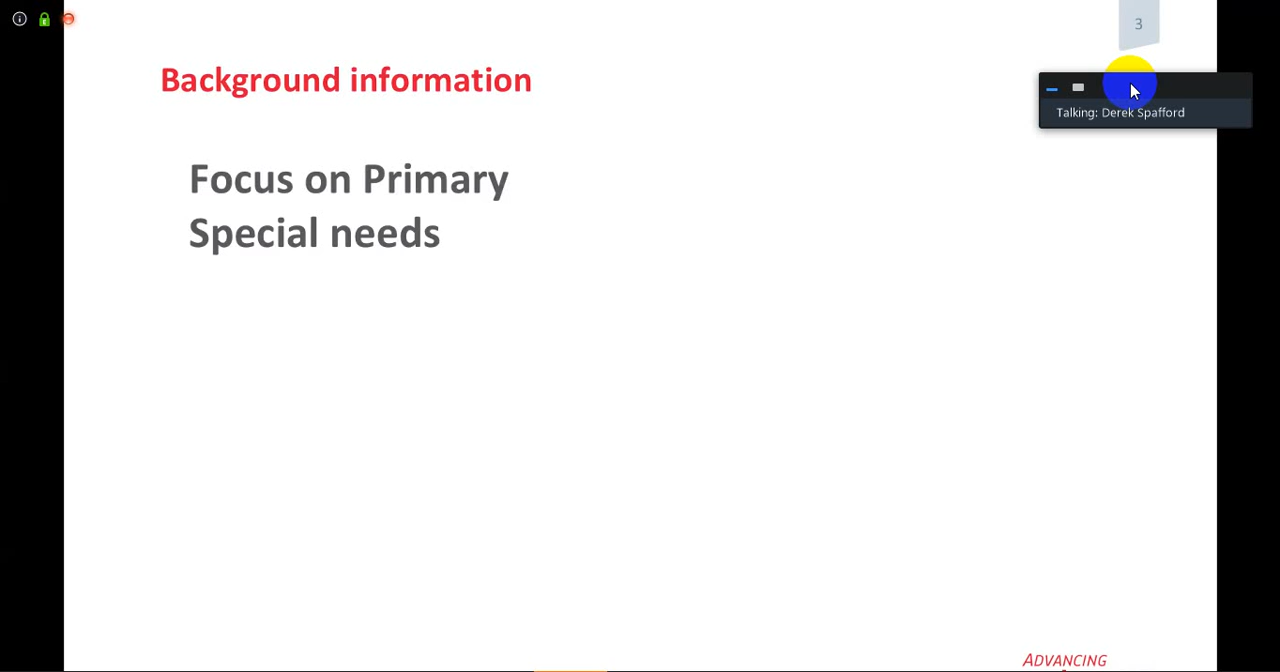 3
Background information
Talking: Derek Spafford
Focus on Primary
Special needs
ADVANCING